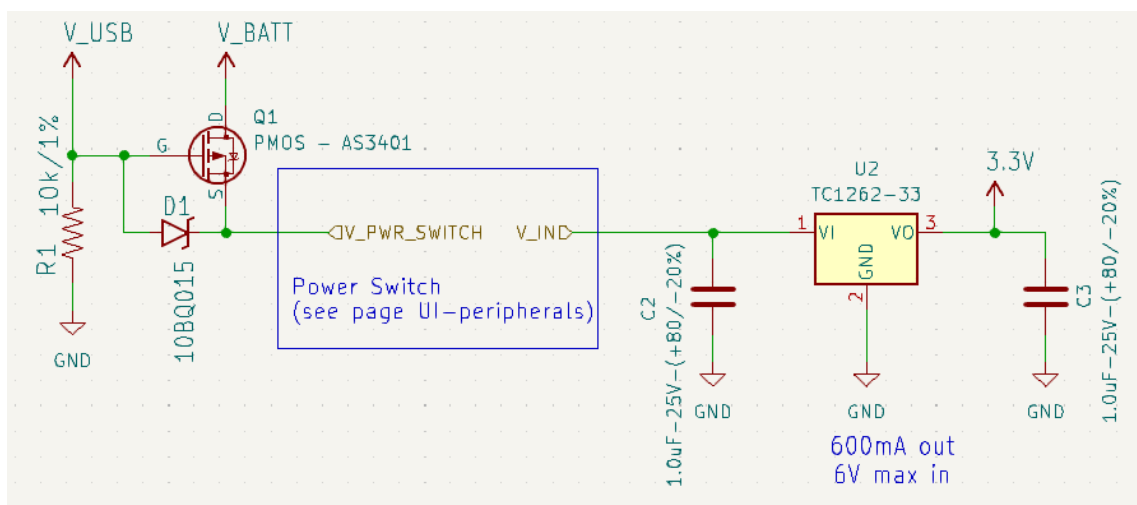 V_USB
V_BATT
Q1
PMOS - AS3401
D
G
S
10k/1%
R1
GND
D1
10BQ015
V_PWR_SWITCH
V_IN
Power Switch
(see page UI-peripherals)
C2
1.0uF-25V-(+80/-20%)
GND
U2
TC1262-33
1
VI
VO
3
GND
2
GND
600mA out
6V max in
3.3V
C3
1.0uF-25V-(+80/-20%)
GND